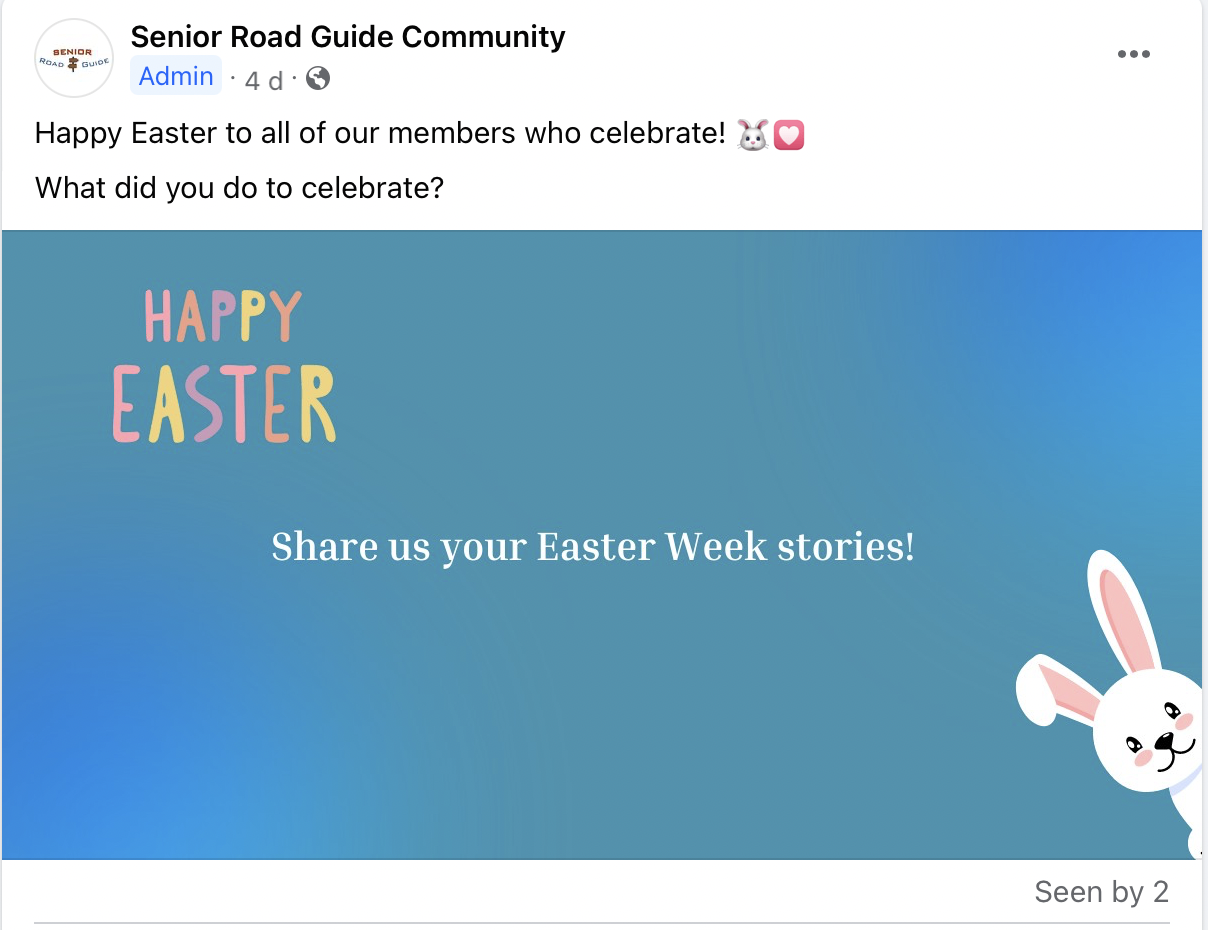 SENIOR
ROAD GUIDE
Senior Road Guide Community
Admin · 4 d ·
Happy Easter to all of our members who celebrate! 🐰💟
What did you do to celebrate?
HAPPY
EASTER
Share us your Easter Week stories!
Seen by 2